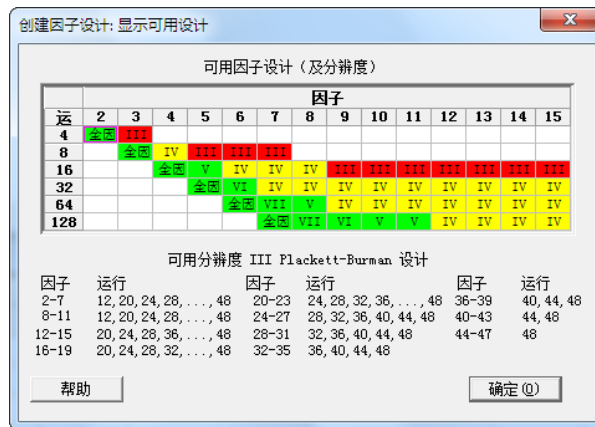 创建因子设计: 显示可用设计
可用因子设计（及分辨度）
因子
运 2 3 4 5 6 7 8 9 10 11 12 13 14 15
4 全因 III
8 全因 IV III III III
16 全因 V IV IV IV III III III III III III III
32 全因 VI IV IV IV IV IV IV IV IV IV
64 全因 VII V IV IV IV IV IV IV IV
128 全因 VII VI V V IV IV IV IV
可用分辨度 III Plackett-Burman 设计
因子 运行 因子 运行 因子 运行
2-7 12,20,24,28,...,48 20-23 24,28,32,36,...,48 36-39 40,44,48
8-11 12,20,24,28,...,48 24-27 28,32,36,40,44,48 40-43 44,48
12-15 20,24,28,36,...,48 28-31 32,36,40,44,48 44-47 48
16-19 20,24,28,32,...,48 32-35 36,40,44,48
帮助 确定(O)